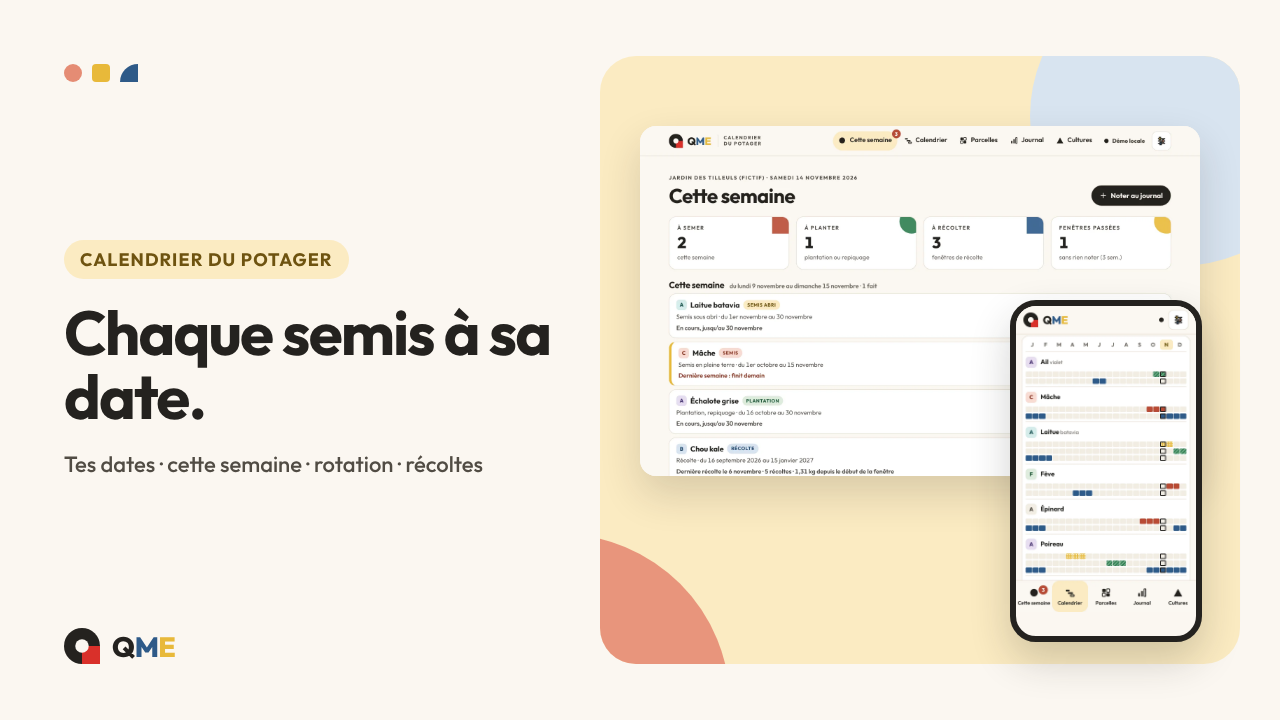 CALENDRIER DU POTAGER
Chaque semis à sa
date.
Tes dates · cette semaine · rotation · récoltes
QME
QME
CALENDRIER
DU POTAGER
Cette semaine
3
Calendrier
Parcelles
Journal
Cultures
Démo locale
JARDIN DES TILLEULS (FICTIF) · SAMEDI 14 NOVEMBRE 2026
Cette semaine
+ Noter au journal
À SEMER
2
cette semaine
À PLANTER
1
plantation ou repiquage
À RÉCOLTER
3
fenêtres de récolte
FENÊTRES PASSÉES
1
sans rien noter (3 sem.)
Cette semaine du lundi 9 novembre au dimanche 15 novembre · 1 fait
A Laitue batavia SEMIS ABRI
Semis sous abri · du 1er novembre au 30 novembre
En cours, jusqu'au 30 novembre
C Mâche SEMIS
Semis en pleine terre · du 1er octobre au 15 novembre
Dernière semaine : finit demain
A Échalote grise PLANTATION
Plantation, repiquage · du 16 octobre au 30 novembre
En cours, jusqu'au 30 novembre
B Chou kale RÉCOLTE
Récolte · du 16 septembre 2026 au 15 janvier 2027
Dernière récolte le 6 novembre · 5 récoltes · 1,31 kg depuis le début de la fenêtre
QME
J F M A M J J A S O N D
A Ail violet
C Mâche
A Laitue batavia
F Fève
A Épinard
A Poireau
3
Cette semaine
Calendrier
Parcelles
Journal
Cultures